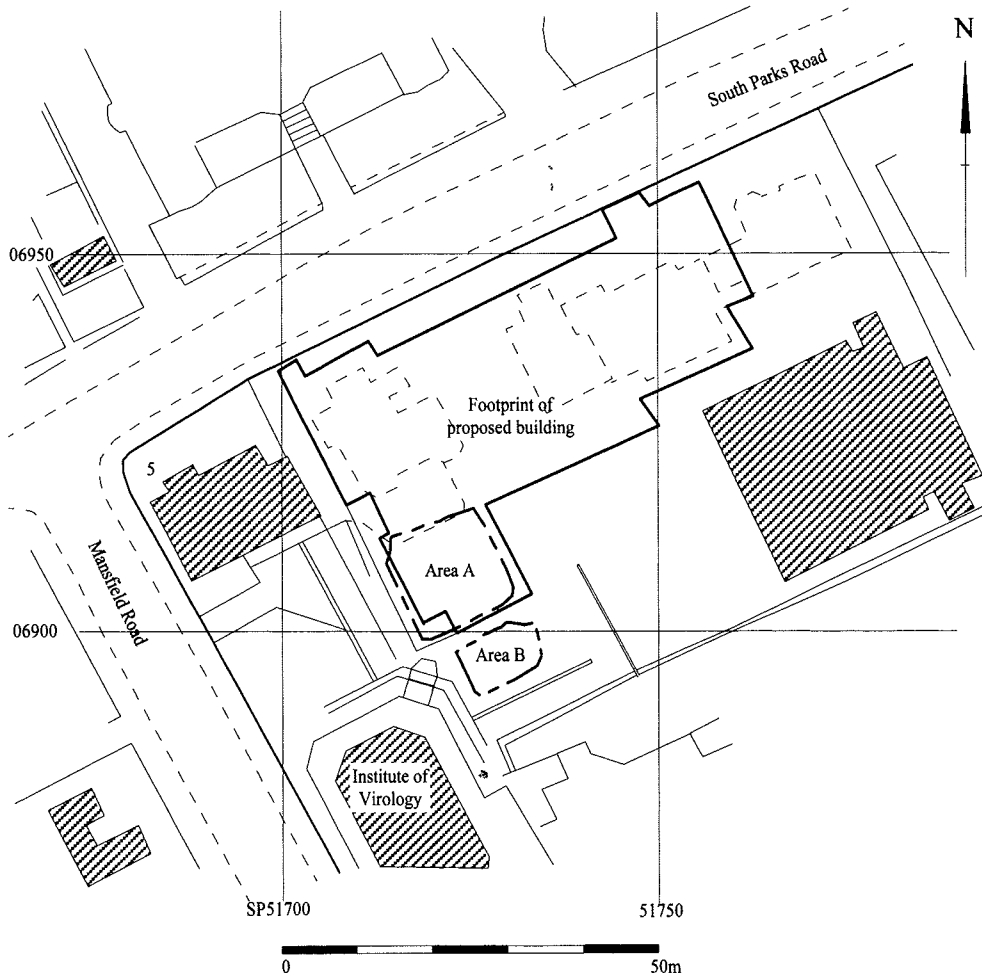 N
South Parks Road
06950
Footprint of
proposed building
5
Mansfield Road
Area A
06900
Area B
Institute of
Virology
SP51700
51750
0
50m